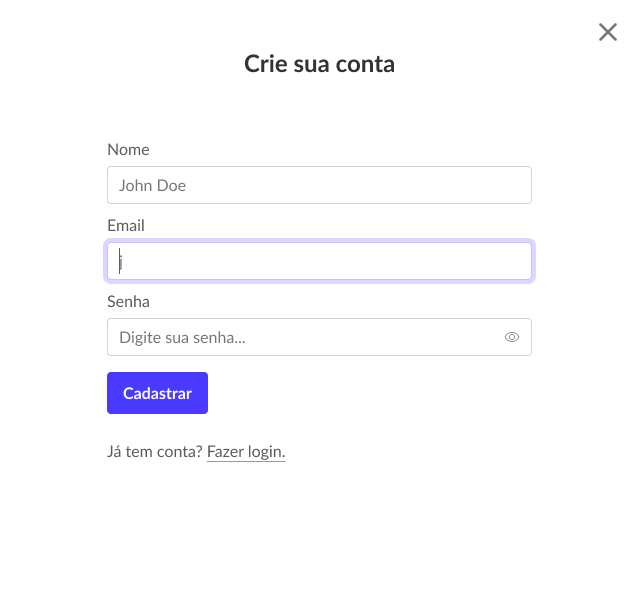 Crie sua conta
Nome
John Doe
Email
j
Senha
Digite sua senha...
Cadastrar
Já tem conta? Fazer login.